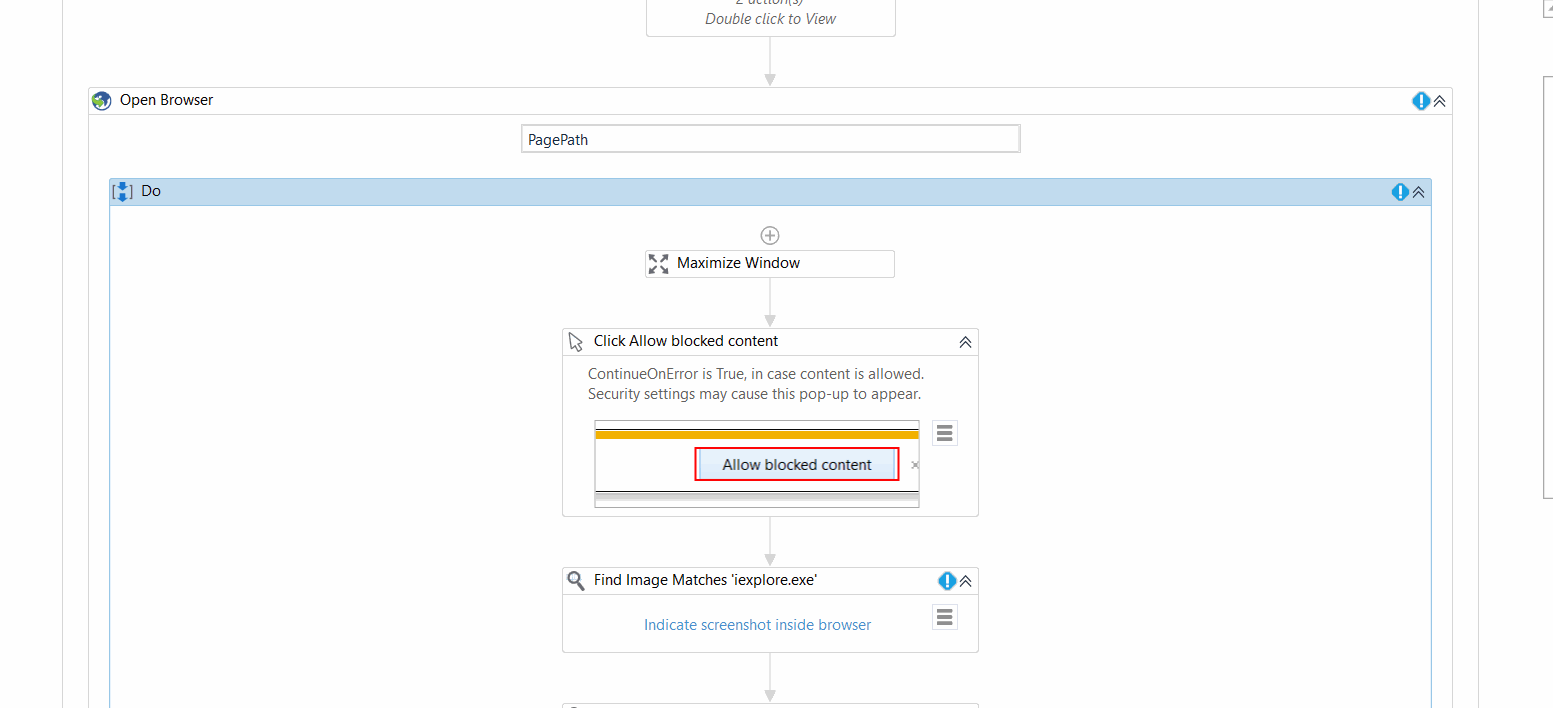 2 action(s)
Double click to View
Open Browser
PagePath
Do
Maximize Window
Click Allow blocked content
ContinueOnError is True, in case content is allowed.
Security settings may cause this pop-up to appear.
Allow blocked content
Find Image Matches 'iexplore.exe'
Indicate screenshot inside browser